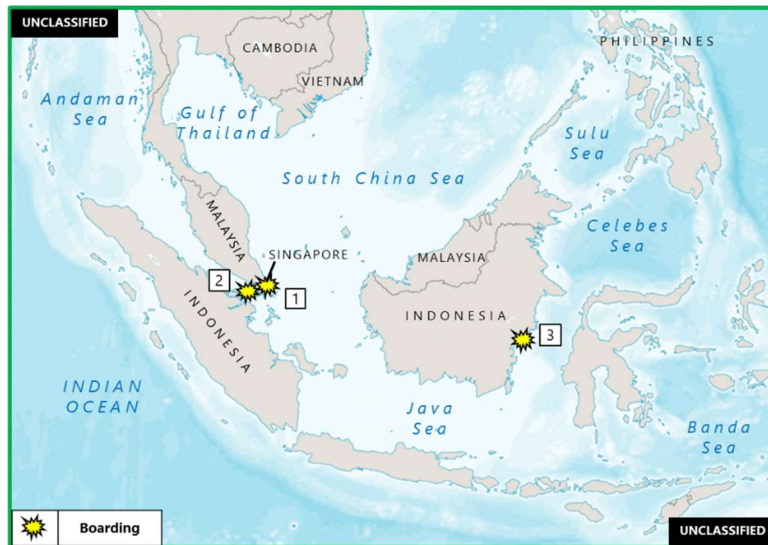 UNCLASSIFIED
PHILIPPINES
CAMBODIA
VIETNAM
Andaman
Sea
Gulf of
Thailand
Sulu
Sea
South China Sea
MALAYSIA
Celebes
Sea
SINGAPORE
MALAYSIA
2
1
INDONESIA
INDONESIA
3
INDIAN
OCEAN
Java
Sea
Banda
Sea
Boarding
UNCLASSIFIED